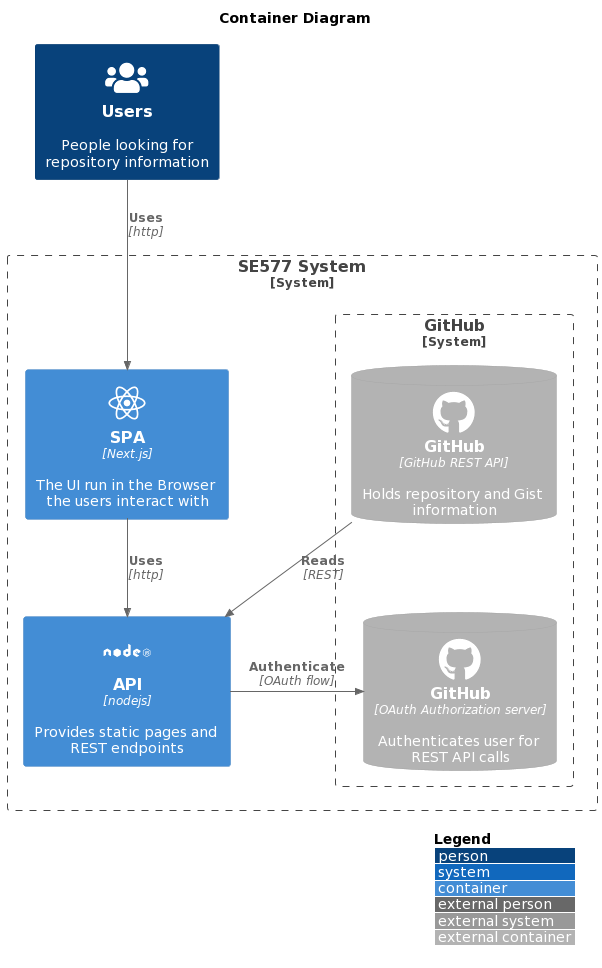 Container Diagram
Users
People looking for
repository information
Uses
[http]
SE577 System
[System]
GitHub
[System]
SPA
[Next.js]
The UI run in the Browser
the users interact with
GitHub
[GitHub REST API]
Holds repository and Gist
information
Uses
[http]
Reads
[REST]
node
API
[nodejs]
Provides static pages and
REST endpoints
Authenticate
[OAuth flow]
GitHub
[OAuth Authorization server]
Authenticates user for
REST API calls
Legend
person
system
container
external person
external system
external container